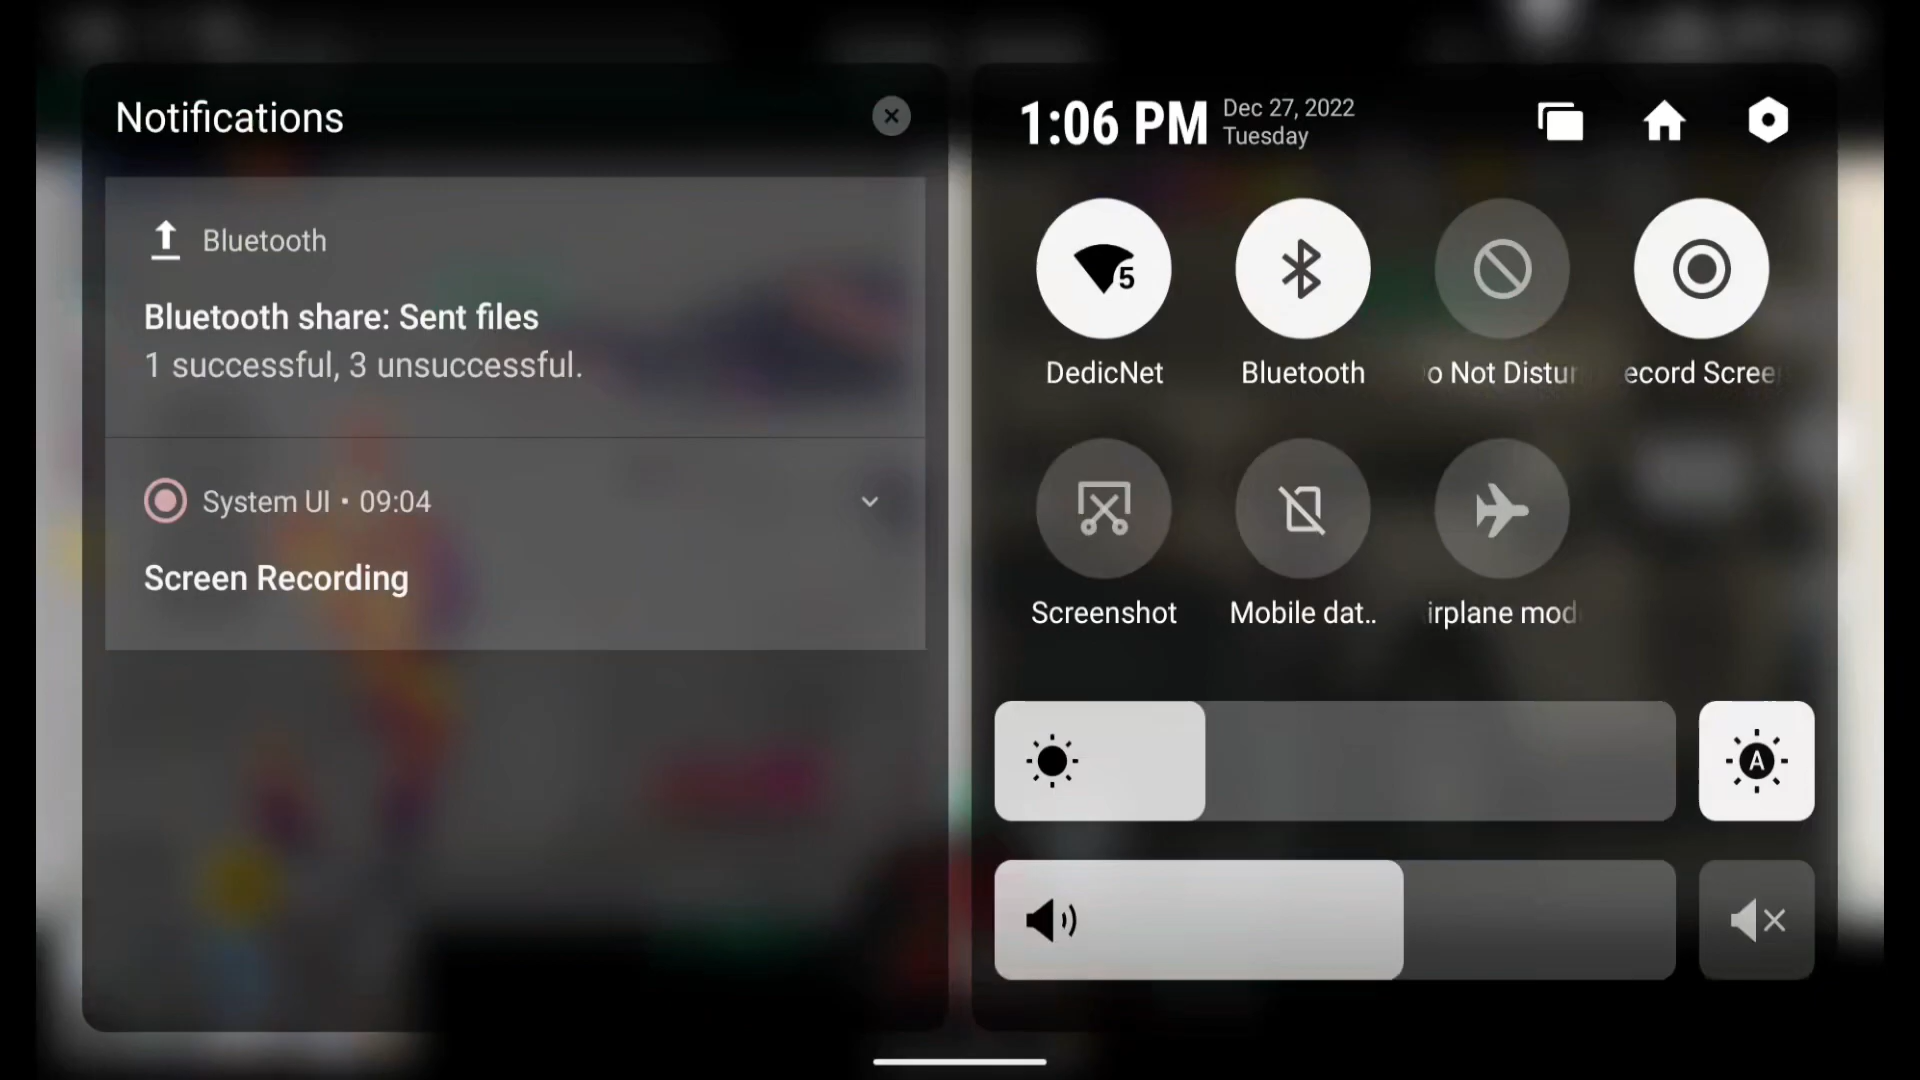 Notifications
Bluetooth
Bluetooth share: Sent files
1 successful, 3 unsuccessful.
System UI • 09:04
Screen Recording
1:06 PM
Dec 27, 2022
Tuesday
5
DedicNet
Bluetooth
o Not Distur
ecord Scree
Screenshot
Mobile dat..
irplane mod
A